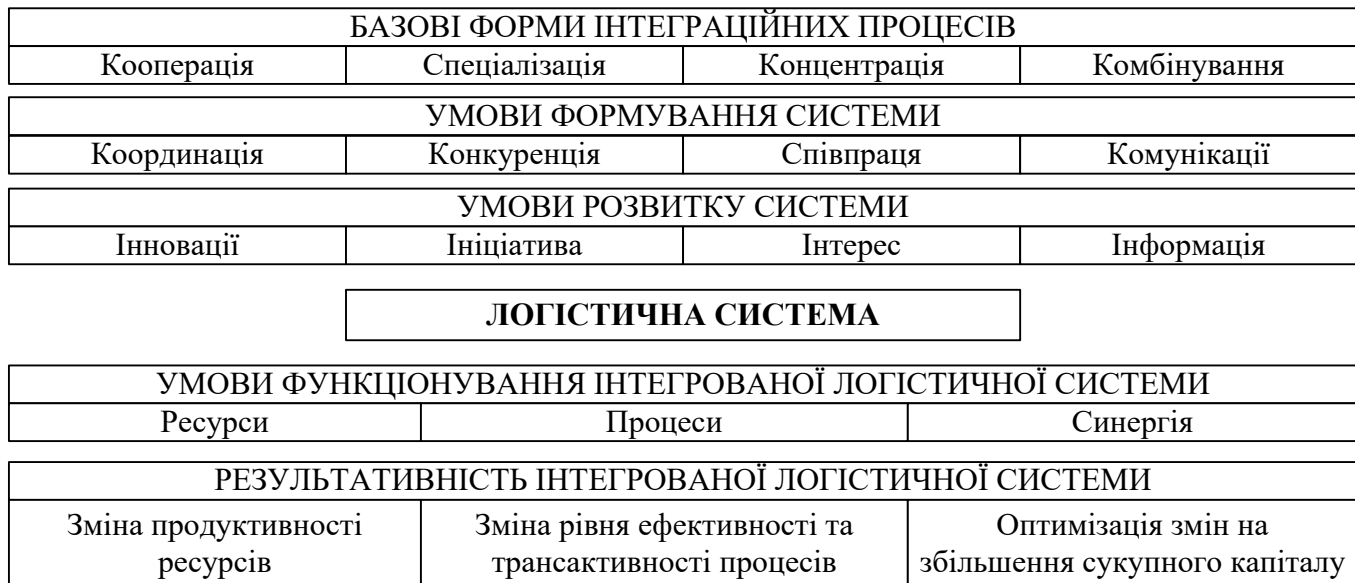 БАЗОВІ ФОРМИ ІНТЕГРАЦІЙНИХ ПРОЦЕСІВ
Кооперація Спеціалізація Концентрація Комбінування
УМОВИ ФОРМУВАННЯ СИСТЕМИ
Координація Конкуренція Співпраця Комунікації
УМОВИ РОЗВИТКУ СИСТЕМИ
Інновації Ініціатива Інтерес Інформація
ЛОГІСТИЧНА СИСТЕМА
УМОВИ ФУНКЦІОНУВАННЯ ІНТЕГРОВАНОЇ ЛОГІСТИЧНОЇ СИСТЕМИ
Ресурси Процеси Синергія
РЕЗУЛЬТАТИВНІСТЬ ІНТЕГРОВАНОЇ ЛОГІСТИЧНОЇ СИСТЕМИ
Зміна продуктивності
ресурсів
Зміна рівня ефективності та
трансактивності процесів
Оптимізація змін на
збільшення сукупного капіталу